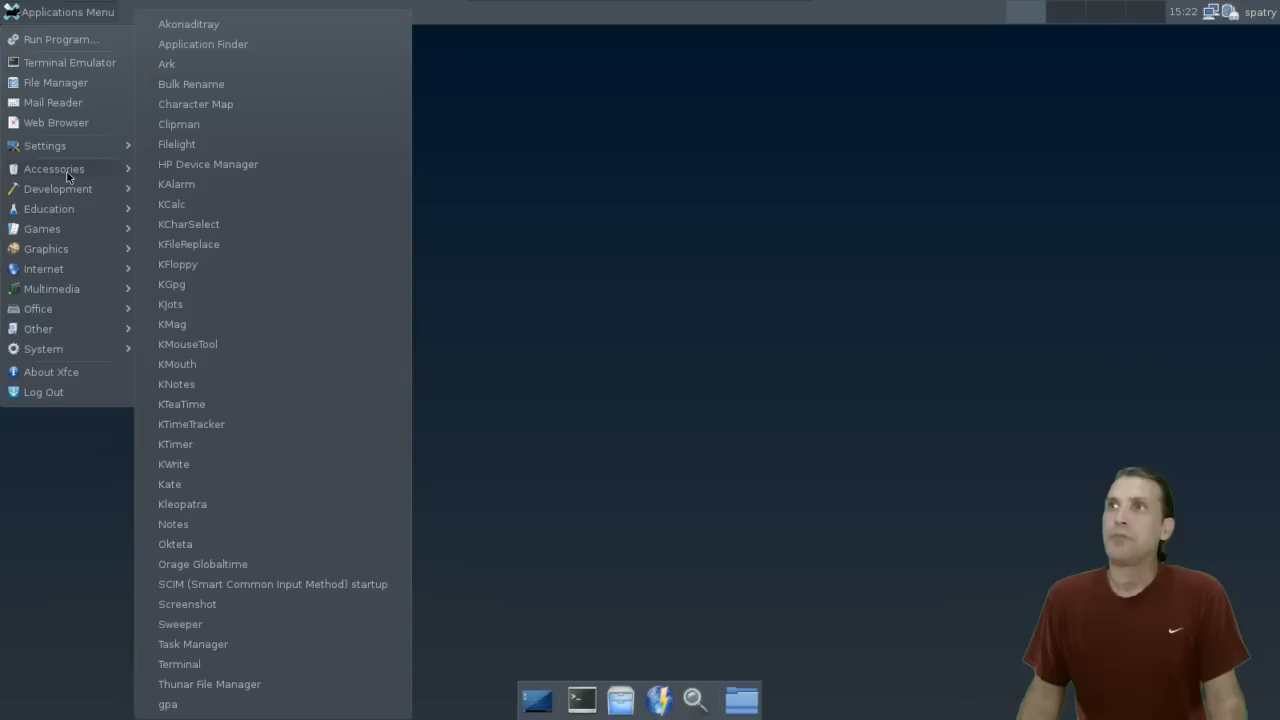 Applications Menu
15:22
spatry
Run Program...
Terminal Emulator
File Manager
Mail Reader
Web Browser
Settings
Accessories
Development
Education
Games
Graphics
Internet
Multimedia
Office
Other
System
About Xfce
Log Out
Akonaditray
Application Finder
Ark
Bulk Rename
Character Map
Clipman
Filelight
HP Device Manager
KAlarm
KCalc
KCharSelect
KFileReplace
KFloppy
KGpg
KJots
KMag
KMouseTool
KMouth
KNotes
KTeaTime
KTimeTracker
KTimer
KWrite
Kate
Kleopatra
Notes
Okteta
Orage Globaltime
SCIM (Smart Common Input Method) startup
Screenshot
Sweeper
Task Manager
Terminal
Thunar File Manager
gpa